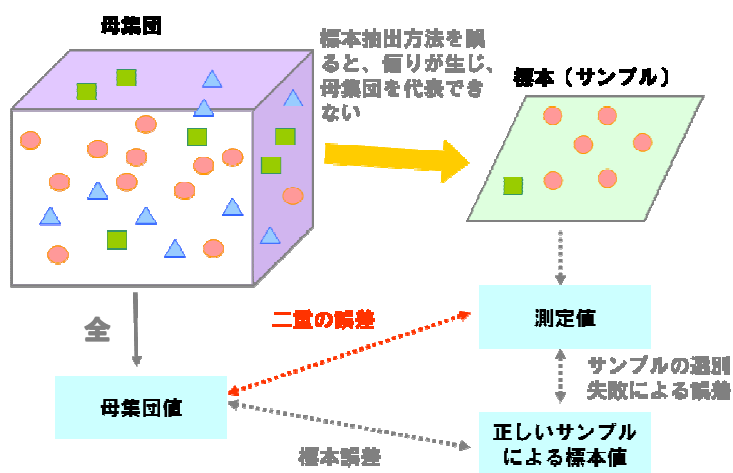 母集団
標本抽出方法を誤
ると、偏りが生じ、
母集団を代表でき
ない
標本（サンプル）
全
二重の誤差
測定値
サンプルの選別
失敗による誤差
母集団値
標本誤差
正しいサンプル
による標本値